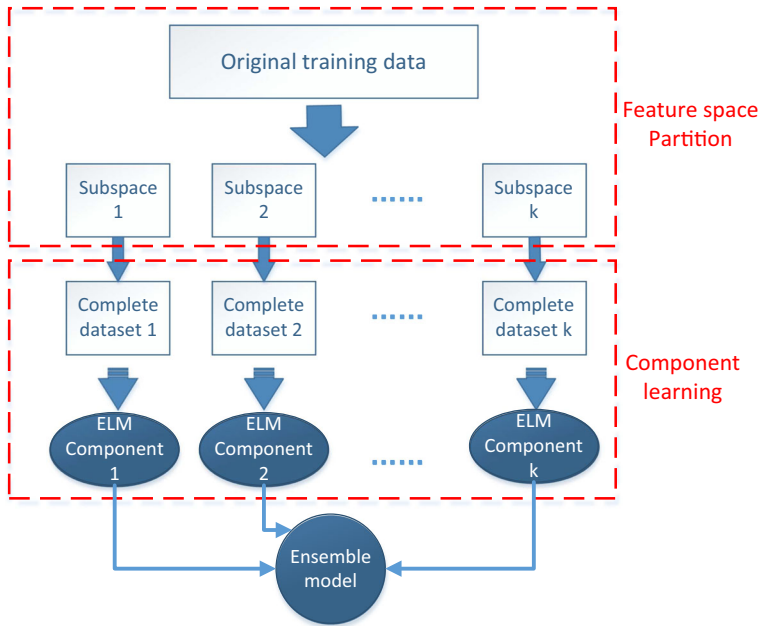 Original training data
Feature space
Partition
Subspace
1
Subspace
2
......
Subspace
k
Complete
dataset 1
Complete
dataset 2
......
Complete
dataset k
Component
learning
ELM
Component
1
ELM
Component
2
......
ELM
Component
k
Ensemble
model